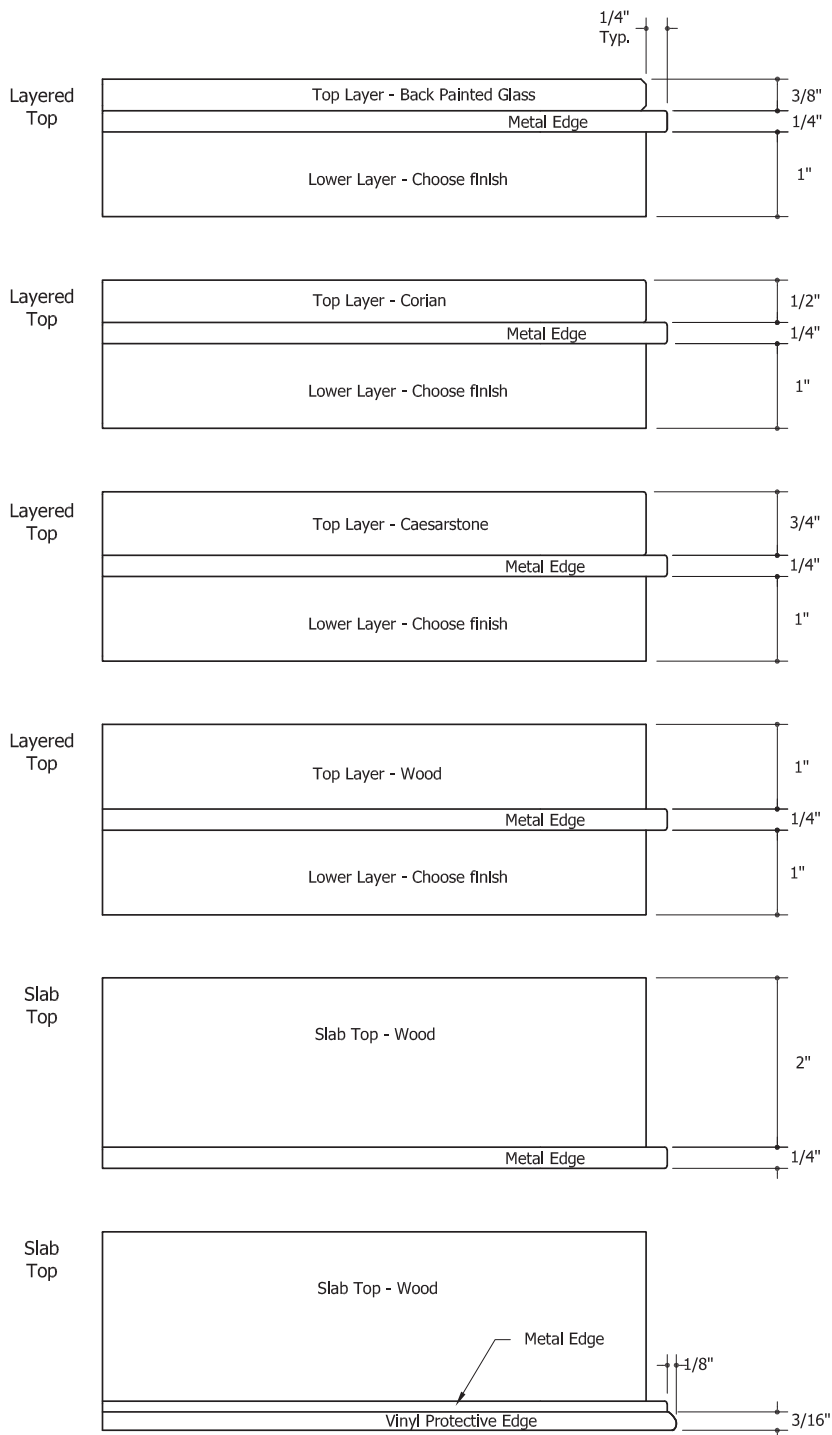 1/4"
Typ.
Layered
Top
Top Layer - Back Painted Glass
3/8"
Metal Edge
1/4"
Lower Layer - Choose finish
1"
Layered
Top
Top Layer - Corian
1/2"
Metal Edge
1/4"
Lower Layer - Choose finish
1"
Layered
Top
Top Layer - Caesarstone
3/4"
Metal Edge
1/4"
Lower Layer - Choose finish
1"
Layered
Top
Top Layer - Wood
1"
Metal Edge
1/4"
Lower Layer - Choose finish
1"
Slab
Top
Slab Top - Wood
2"
Metal Edge
1/4"
Slab
Top
Slab Top - Wood
Metal Edge
1/8"
Vinyl Protective Edge
3/16"